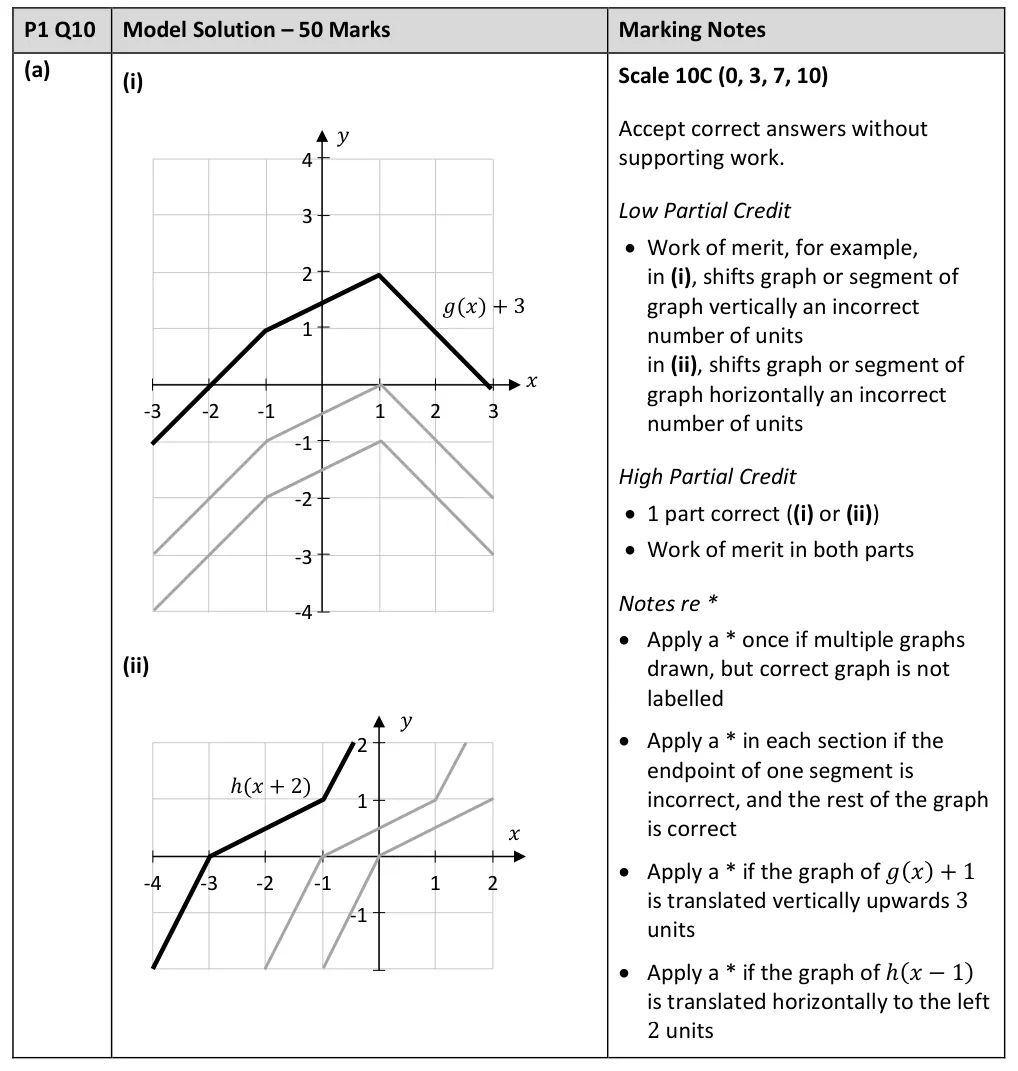 P1 Q10 Model Solution – 50 Marks Marking Notes
(a)
(i)
y
4
3
2
1
-3 -2 -1 1 2 3
x
-1
-2
-3
-4
g(x) + 3
(ii)
y
2
1
h(x + 2)
x
-4 -3 -2 -1 1 2
-1
Scale 10C (0, 3, 7, 10)
Accept correct answers without
supporting work.
Low Partial Credit
• Work of merit, for example,
in (i), shifts graph or segment of
graph vertically an incorrect
number of units
in (ii), shifts graph or segment of
graph horizontally an incorrect
number of units
High Partial Credit
• 1 part correct ((i) or (ii))
• Work of merit in both parts
Notes re *
• Apply a * once if multiple graphs
drawn, but correct graph is not
labelled
• Apply a * in each section if the
endpoint of one segment is
incorrect, and the rest of the graph
is correct
• Apply a * if the graph of g(x) + 1
is translated vertically upwards 3
units
• Apply a * if the graph of h(x − 1)
is translated horizontally to the left
2 units